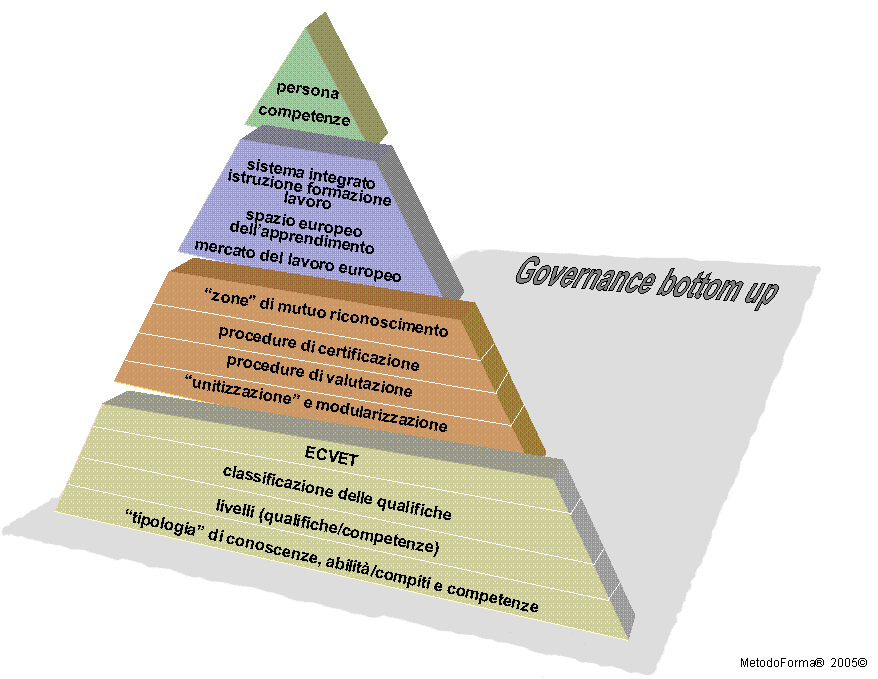 persona
competenze
sistema integrato
istruzione formazione
lavoro
spazio europeo
dell'apprendimento
mercato del lavoro europeo
Governance bottom up
“zone” di mutuo riconoscimento
procedure di certificazione
procedure di valutazione
“unitizzazione” e modularizzazione
ECVET
classificazione delle qualifiche
livelli (qualifiche/competenze)
“tipologia” di conoscenze, abilità/compiti e competenze
MetodoForma® 2005©